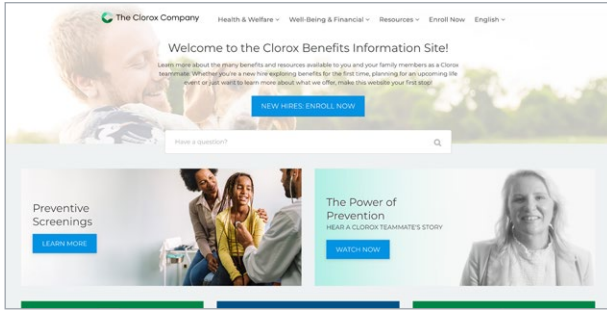 The Clorox Company
Health & Welfare Well-Being & Financial Resources Enroll Now English
Welcome to the Clorox Benefits Information Site!
Learn more about the many benefits and resources available to you and your family members as a Clorox
teammate. Whether you're a new hire exploring benefits for the first time, planning for an upcoming life
event or just want to learn more about what we offer, make this website your first stop!
NEW HIRES: ENROLL NOW
Have a question?
Preventive
Screenings
LEARN MORE
The Power of
Prevention
HEAR A CLOROX TEAMMATE'S STORY
WATCH NOW